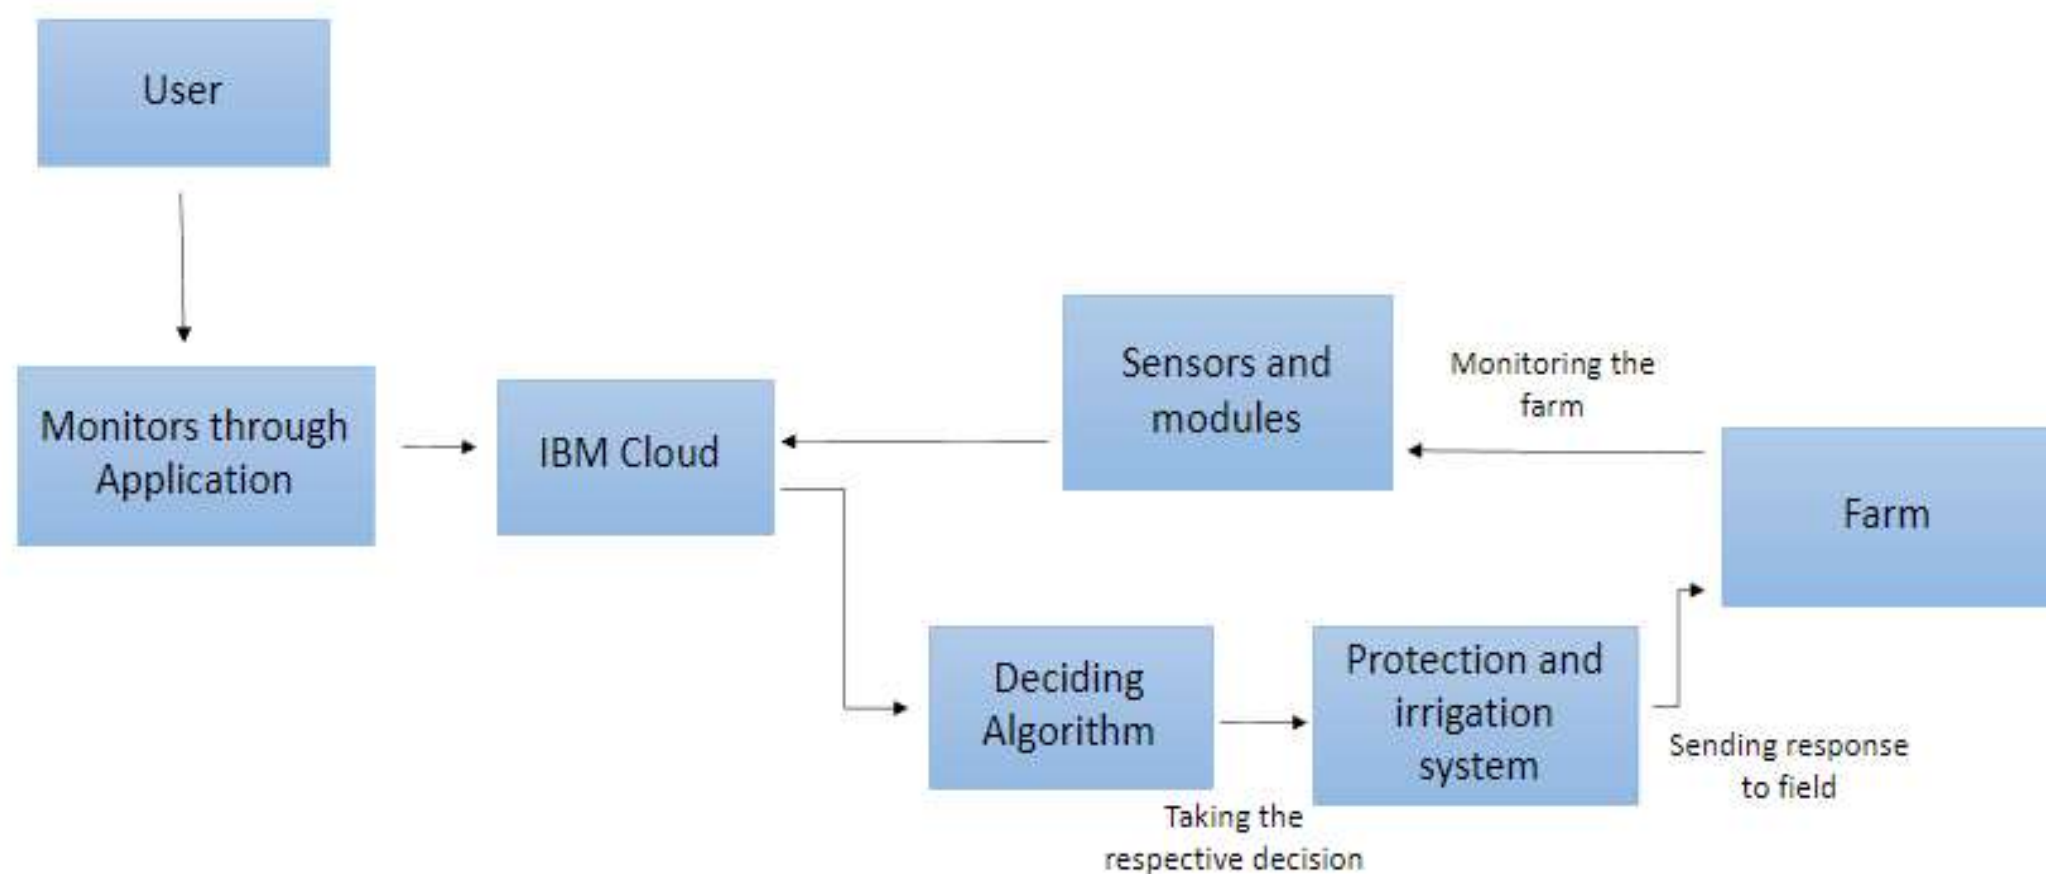 User
Monitors through
Application
IBM Cloud
Sensors and
modules
Monitoring the
farm
Farm
Deciding
Algorithm
Taking the
respective decision
Protection and
irrigation
system
Sending response
to field